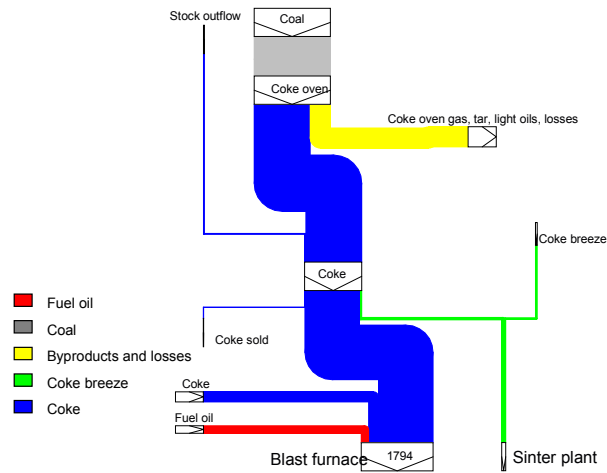 Stock outflow
Coal
Coke oven
Coke oven gas, tar, light oils, losses
Coke breeze
Coke
Fuel oil
Coal
Byproducts and losses
Coke breeze
Coke
Coke sold
Coke
Fuel oil
Blast furnace
1794
Sinter plant